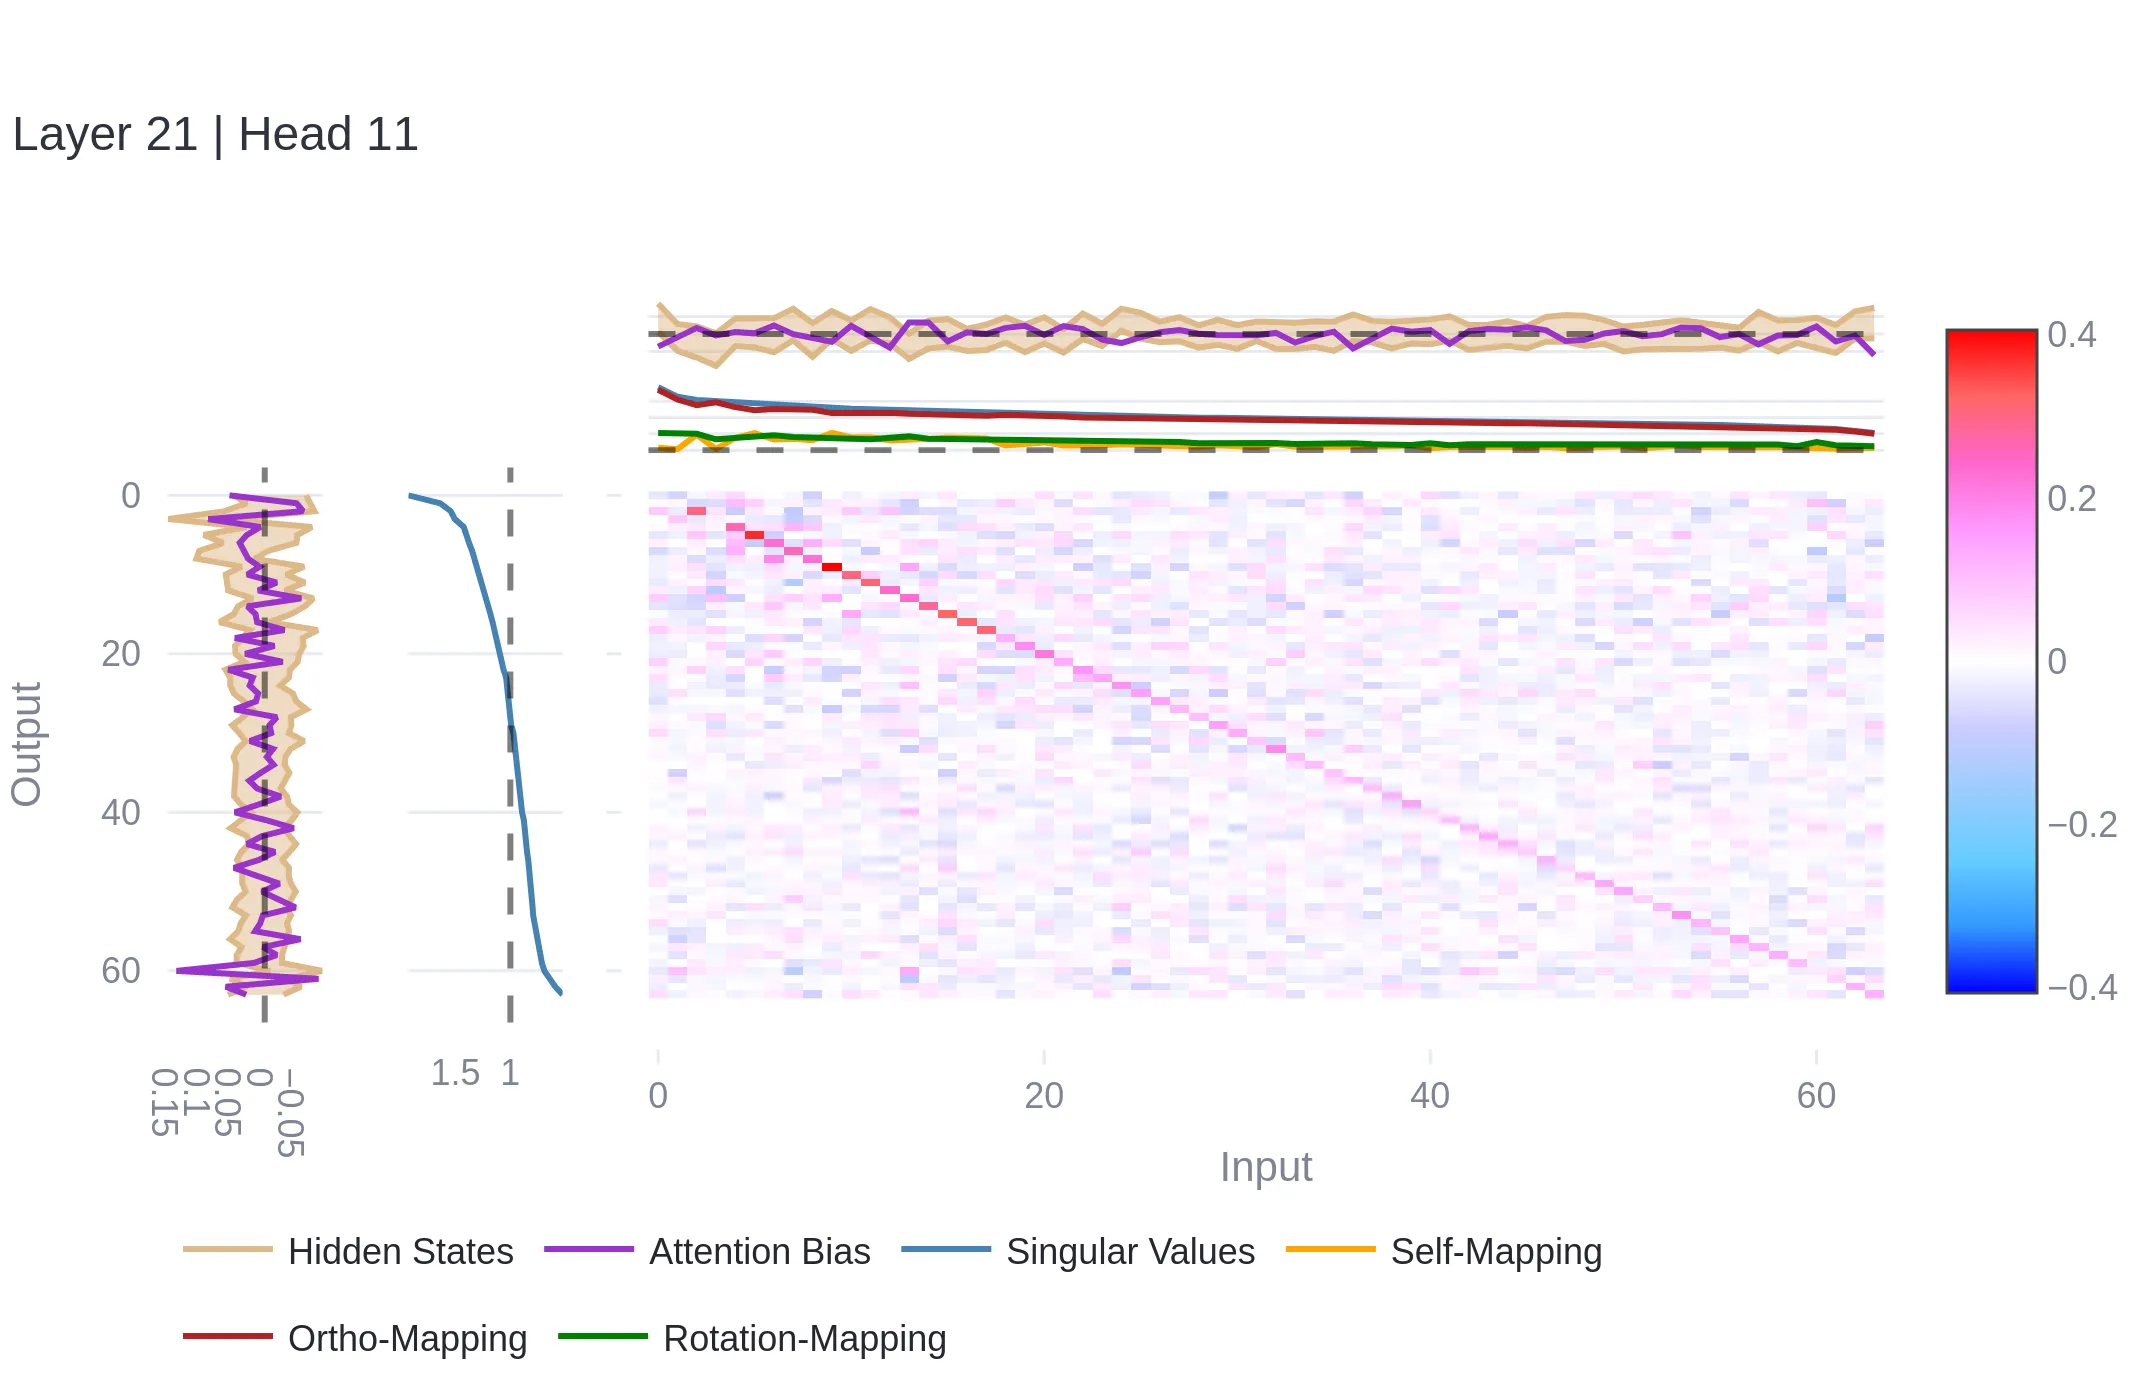 Layer 21 | Head 11
0.4
0.2
0
−0.2
−0.4
Output
0
20
40
60
0.15
0.1
0.05
0
−0.05
1.5
1
0
20
40
60
Input
Hidden States
Attention Bias
Singular Values
Self-Mapping
Ortho-Mapping
Rotation-Mapping